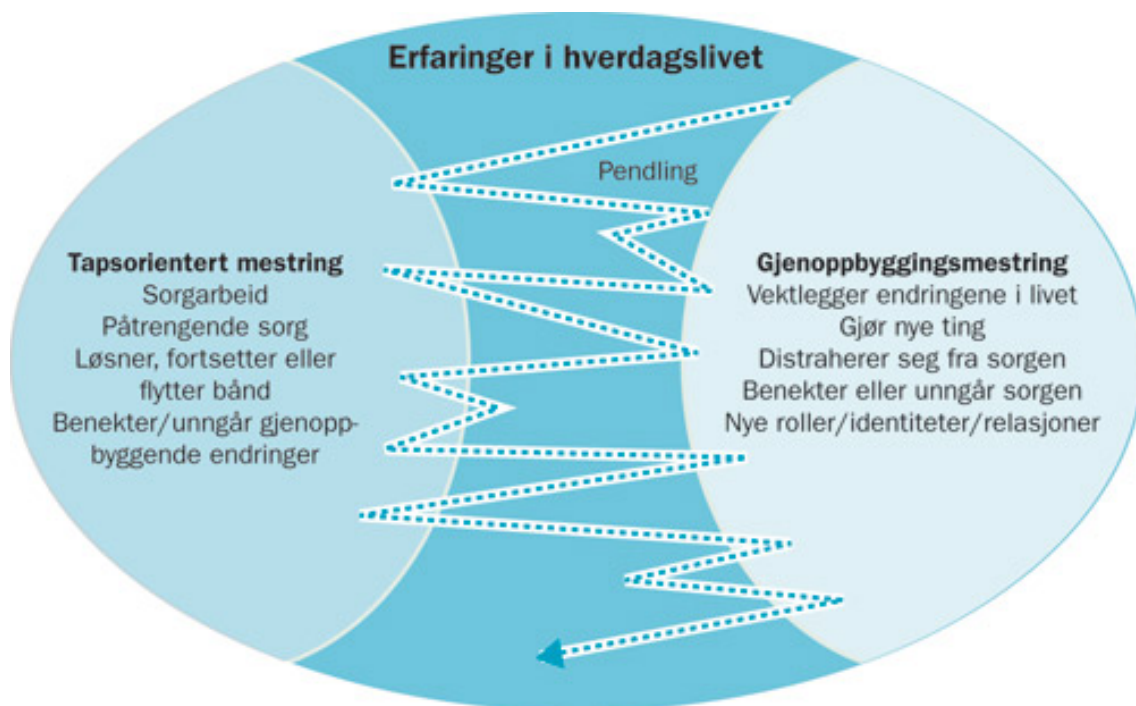 Erfaringer i hverdagslivet
Pendling
Tapsorientert mestring
Sorgarbeid
Påtrengende sorg
Løsner, fortsetter eller
flytter bånd
Benekter/unngår gjenopp-
byggende endringer
Gjenoppbyggingsmestring
Vektlegger endringene i livet
Gjør nye ting
Distraherer seg fra sorgen
Benekter eller unngår sorgen
Nye roller/identiteter/relasjoner